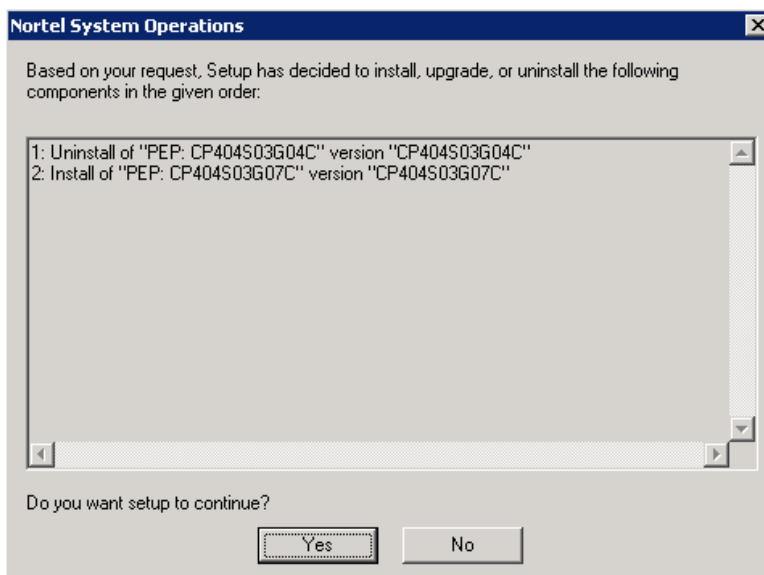 Nortel System Operations
Based on your request, Setup has decided to install, upgrade, or uninstall the following
components in the given order:
1: Uninstall of "PEP: CP404S03G04C" version "CP404S03G04C"
2: Install of "PEP: CP404S03G07C" version "CP404S03G07C"
Do you want setup to continue?
Yes
No